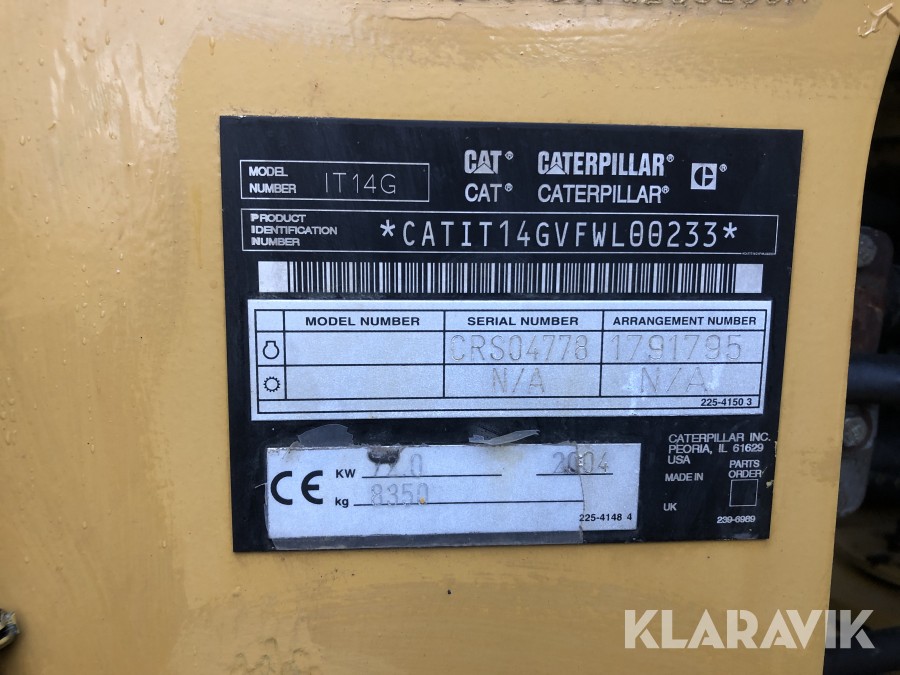 MODEL NUMBER IT14G
CAT® CATERPILLAR® C®
CAT® CATERPILLAR®
PRODUCT IDENTIFICATION NUMBER *CATIT14GVFWL00233*
MODEL NUMBER SERIAL NUMBER ARRANGEMENT NUMBER
CRS04778 1791795
N/A N/A
225-4150 3
CE KW 2004
kg 8350
225-4148 4
CATERPILLAR INC.
PEORIA, IL 61629
USA
MADE IN
UK
PARTS
ORDER
239-6989
KLARAVIK